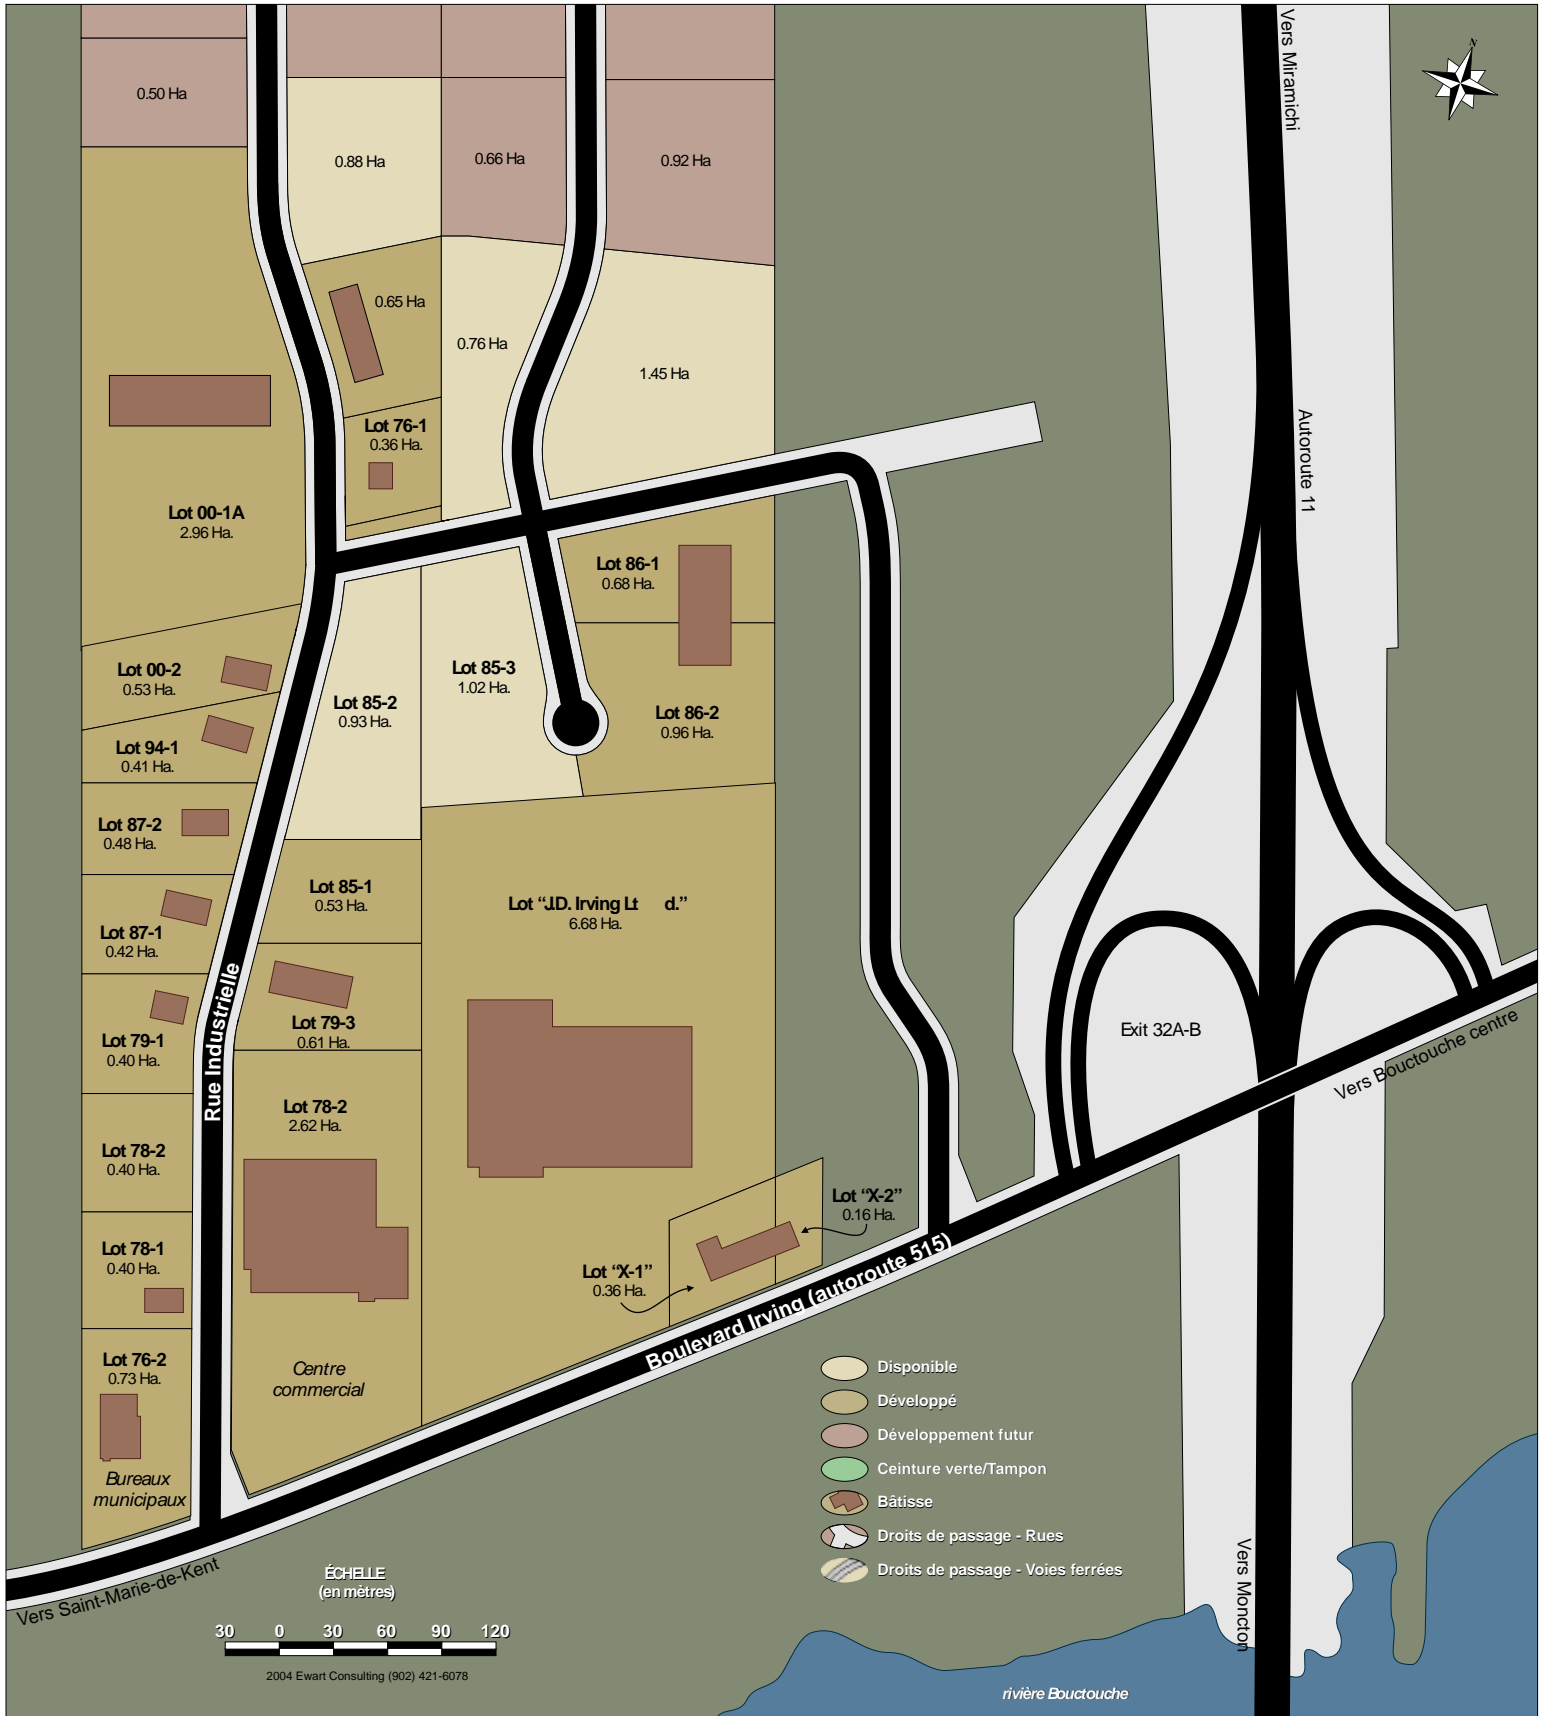 N
Vers Miramichi
0.50 Ha
0.88 Ha
0.66 Ha
0.92 Ha
0.65 Ha
0.76 Ha
1.45 Ha
Lot 76-1
0.36 Ha.
Autoroute 11
Lot 00-1A
2.96 Ha.
Lot 86-1
0.68 Ha.
Lot 00-2
0.53 Ha.
Lot 85-3
1.02 Ha.
Lot 85-2
0.93 Ha.
Lot 86-2
0.96 Ha.
Lot 94-1
0.41 Ha.
Lot 87-2
0.48 Ha.
Lot 85-1
0.53 Ha.
Lot “J.D. Irving Lt d.”
6.68 Ha.
Lot 87-1
0.42 Ha.
Rue Industrielle
Lot 79-3
0.61 Ha.
Exit 32A-B
Vers Bouctouche centre
Lot 79-1
0.40 Ha.
Lot 78-2
2.62 Ha.
Lot 78-2
0.40 Ha.
Lot “X-2”
0.16 Ha.
Lot 78-1
0.40 Ha.
Lot “X-1”
0.36 Ha.
Boulevard Irving (autoroute 515)
Lot 76-2
0.73 Ha.
Centre
commercial
Bureaux
municipaux
Disponible
Développé
Développement futur
Ceinture verte/Tampon
Bâtisse
Droits de passage - Rues
Droits de passage - Voies ferrées
Vers Saint-Marie-de-Kent
ÉCHELLE
(en mètres)
30 0 30 60 90 120
2004 Ewart Consulting (902) 421-6078
Vers Moncton
rivière Bouctouche